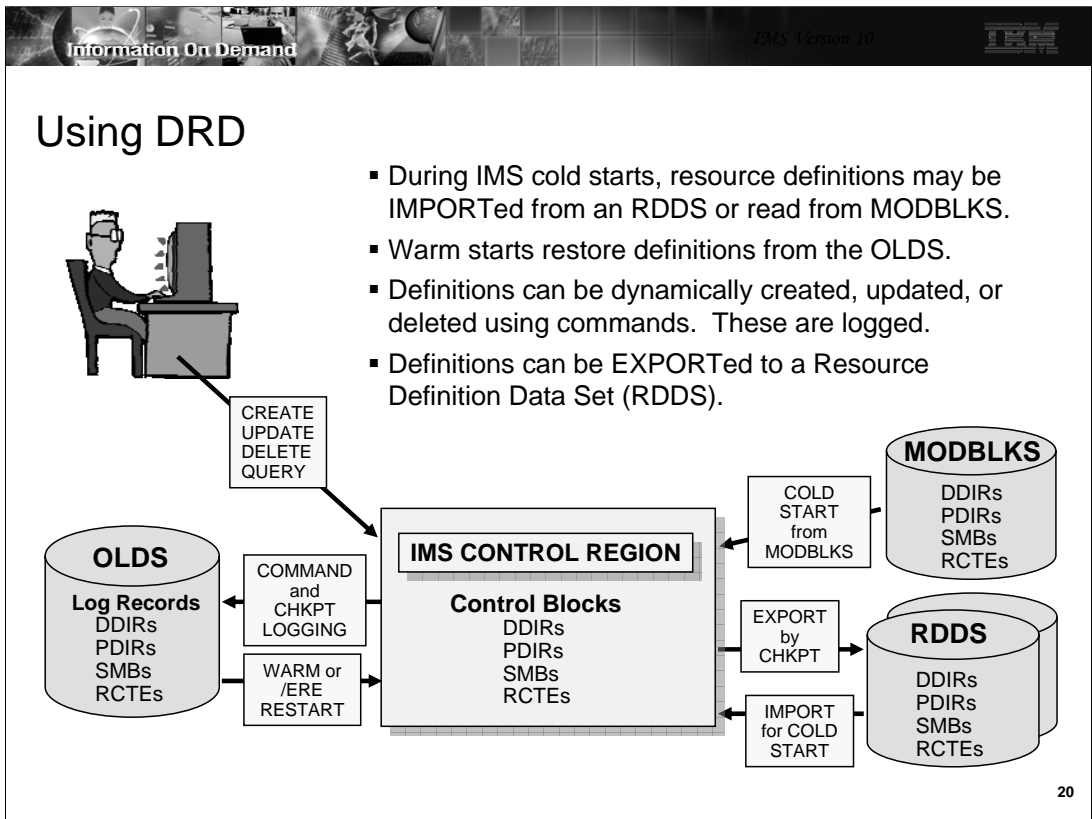 Information On Demand
IMS Version 10
IBM
Using DRD
▪ During IMS cold starts, resource definitions may be
IMPORTed from an RDDS or read from MODBLKS.
▪ Warm starts restore definitions from the OLDS.
▪ Definitions can be dynamically created, updated, or
deleted using commands. These are logged.
▪ Definitions can be EXPORTed to a Resource
Definition Data Set (RDDS).
CREATE
UPDATE
DELETE
QUERY
OLDS
Log Records
DDIRs
PDIRs
SMBs
RCTEs
COMMAND
and
CHKPT
LOGGING
WARM or
/ERE
RESTART
IMS CONTROL REGION
Control Blocks
DDIRs
PDIRs
SMBs
RCTEs
COLD
START
from
MODBLKS
MODBLKS
DDIRs
PDIRs
SMBs
RCTEs
EXPORT
by
CHKPT
IMPORT
for COLD
START
RDDS
DDIRs
PDIRs
SMBs
RCTEs
20